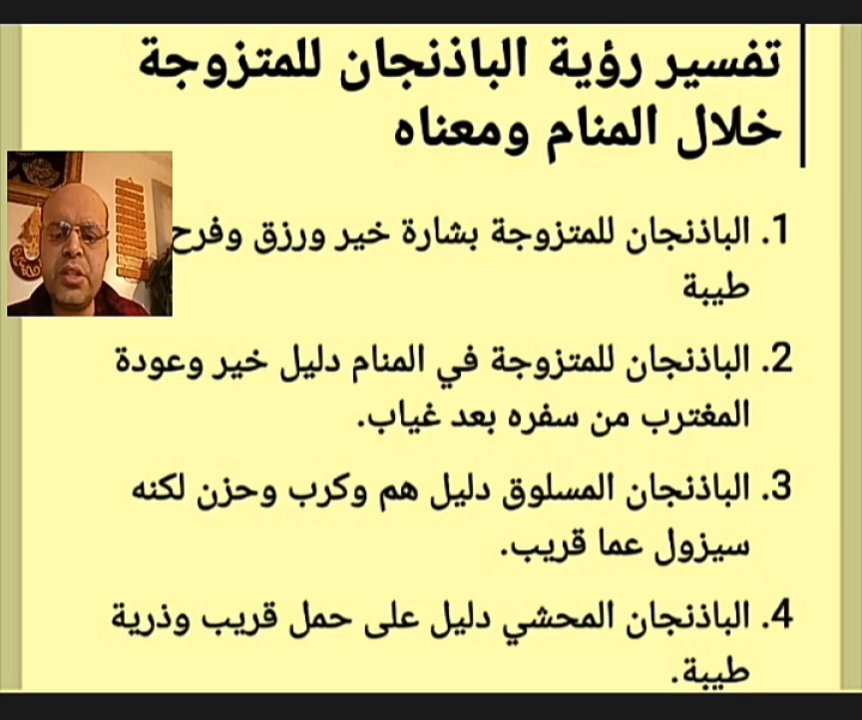 تفسير رؤية الباذنجان للمتزوجة
خلال المنام ومعناه
1. الباذنجان للمتزوجة بشارة خير ورزق وفرح
طيبة
2. الباذنجان للمتزوجة في المنام دليل خير وعودة
المغترب من سفره بعد غياب.
3. الباذنجان المسلوق دليل هم وكرب وحزن لكنه
سيزول عما قريب.
4. الباذنجان المحشي دليل على حمل قريب وذرية
طيبة.